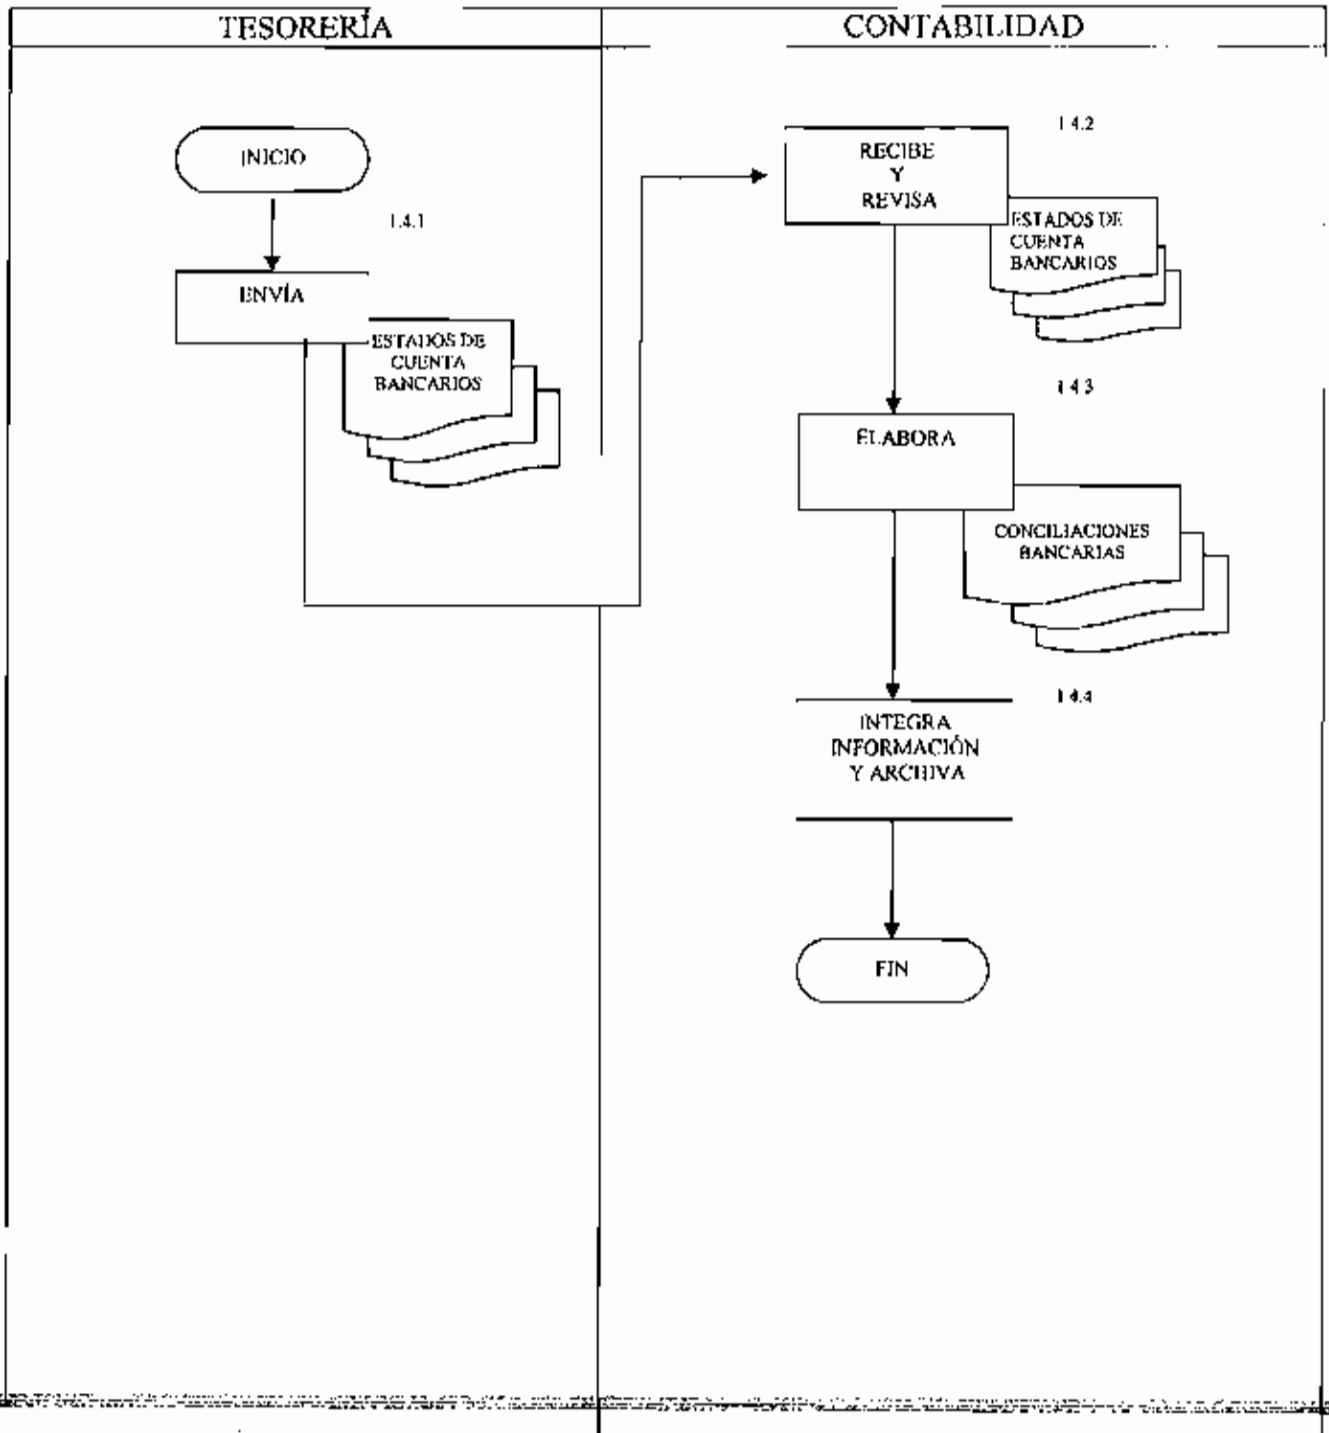 TESORERÍA
CONTABILIDAD
INICIO
1.4.1
ENVÍA
ESTADOS DE
CUENTA
BANCARIOS
1.4.2
RECIBE
Y
REVISA
ESTADOS DE
CUENTA
BANCARIOS
1.4.3
ELABORA
CONCILIACIONES
BANCARIAS
1.4.4
INTEGRA
INFORMACIÓN
Y ARCHIVA
FIN